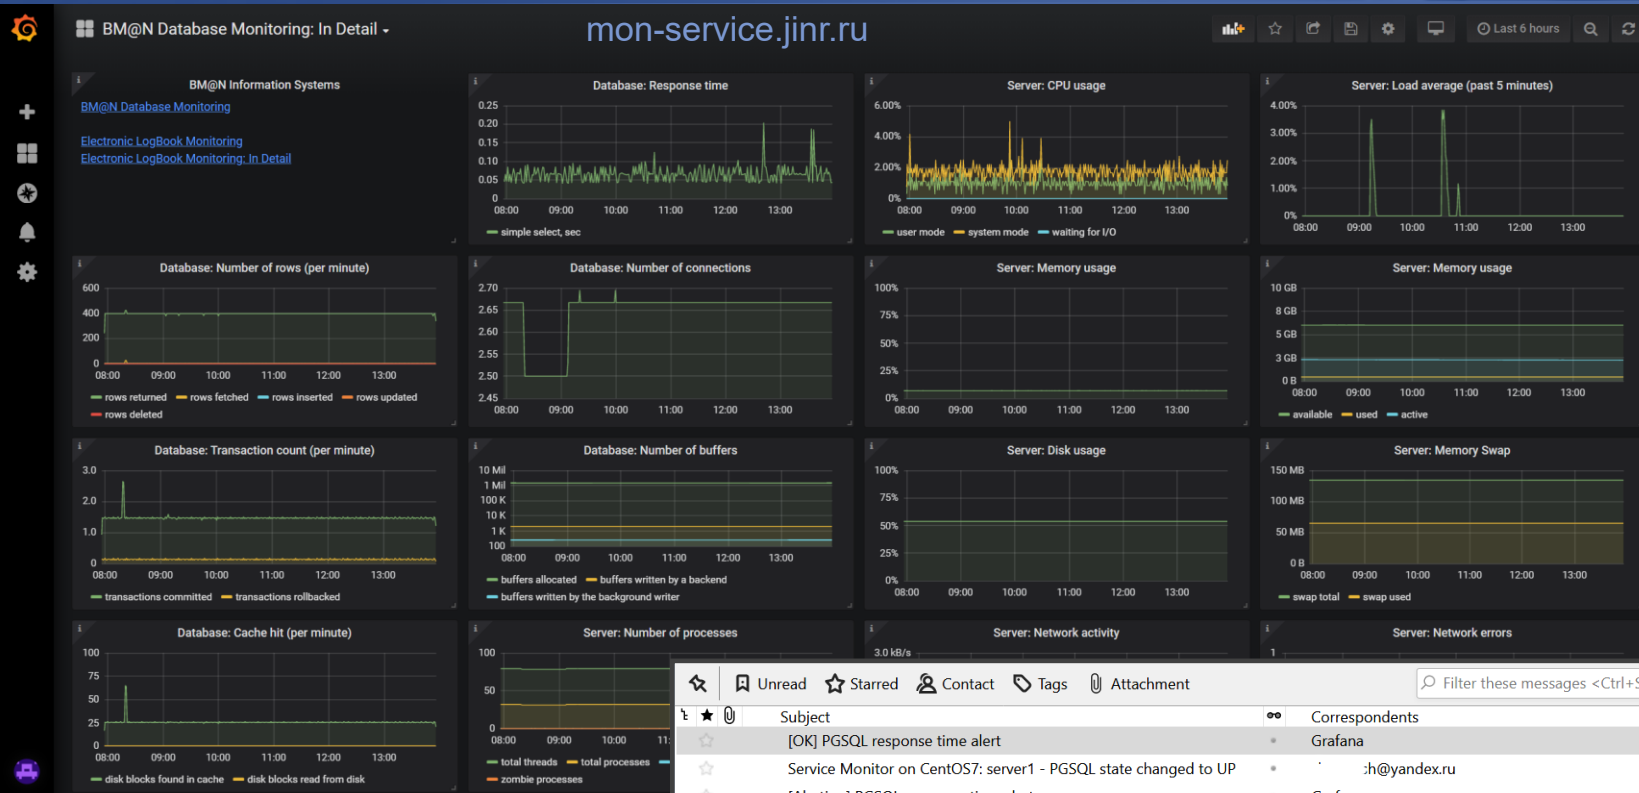 BM@N Database Monitoring: In Detail
mon-service.jinr.ru
Last 6 hours
BM@N Information Systems
BM@N Database Monitoring
Electronic LogBook Monitoring
Electronic LogBook Monitoring: In Detail
Database: Response time
0.25
0.20
0.15
0.10
0.05
0
08:00 09:00 10:00 11:00 12:00 13:00
simple select, sec
Server: CPU usage
6.00%
4.00%
2.00%
0%
08:00 09:00 10:00 11:00 12:00 13:00
user mode system mode waiting for I/O
Server: Load average (past 5 minutes)
4.00%
3.00%
2.00%
1.00%
0%
08:00 09:00 10:00 11:00 12:00 13:00
Database: Number of rows (per minute)
600
400
200
0
08:00 09:00 10:00 11:00 12:00 13:00
rows returned rows fetched rows inserted rows updated
rows deleted
Database: Number of connections
2.70
2.65
2.60
2.55
2.50
2.45
08:00 09:00 10:00 11:00 12:00 13:00
Server: Memory usage
100%
75%
50%
25%
0%
08:00 09:00 10:00 11:00 12:00 13:00
Server: Memory usage
10 GB
8 GB
5 GB
3 GB
0 B
08:00 09:00 10:00 11:00 12:00 13:00
available used active
Database: Transaction count (per minute)
3.0
2.0
1.0
0
08:00 09:00 10:00 11:00 12:00 13:00
transactions committed transactions rollbacked
Database: Number of buffers
10 Mil
1 Mil
100 K
10 K
1 K
100
08:00 09:00 10:00 11:00 12:00 13:00
buffers allocated buffers written by a backend
buffers written by the background writer
Server: Disk usage
100%
75%
50%
25%
0%
08:00 09:00 10:00 11:00 12:00 13:00
Server: Memory Swap
150 MB
100 MB
50 MB
0 B
08:00 09:00 10:00 11:00 12:00 13:00
swap total swap used
Database: Cache hit (per minute)
100
75
50
25
0
08:00 09:00 10:00 11:00 12:00 13:00
disk blocks found in cache disk blocks read from disk
Server: Number of processes
100
50
0
08:00 09:00 10:00 11:
total threads total processes
zombie processes
Server: Network activity
3.0 kB/s
Server: Network errors
1
Unread Starred Contact Tags Attachment
Filter these messages <Ctrl+S
Subject Correspondents
[OK] PGSQL response time alert Grafana
Service Monitor on CentOS7: server1 - PGSQL state changed to UP ch@yandex.ru